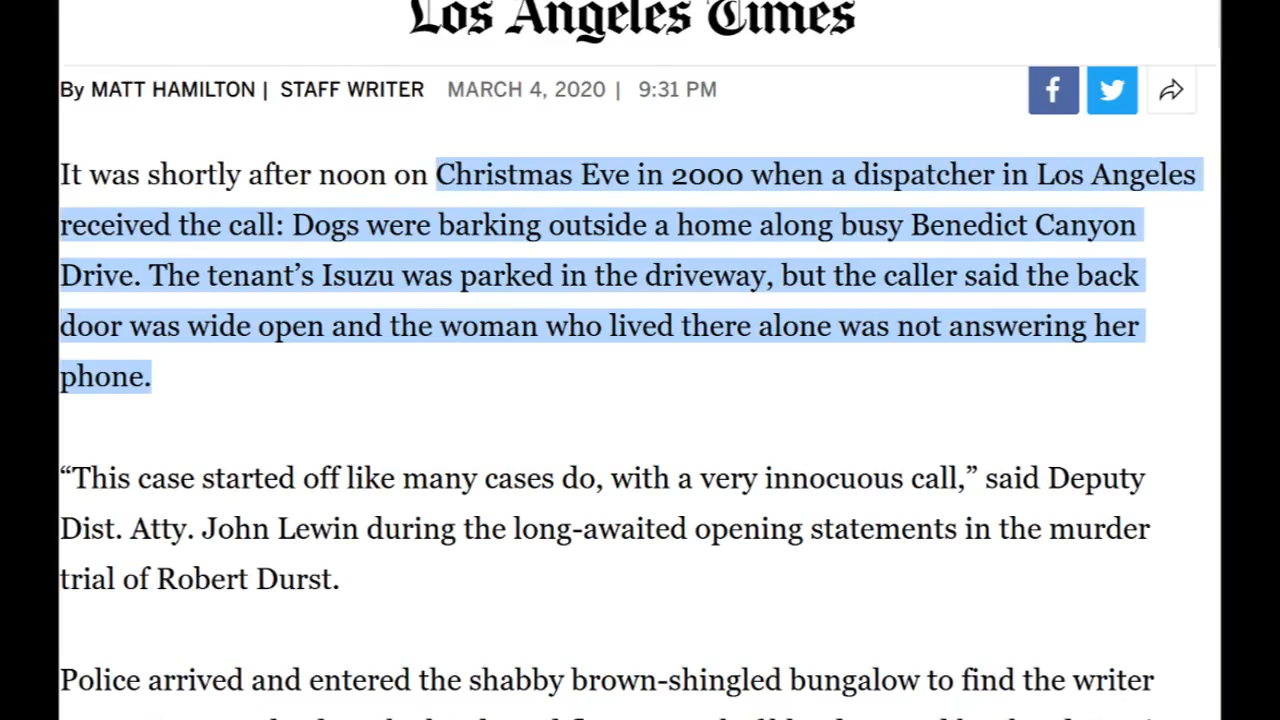 Los Angeles Times
By MATT HAMILTON | STAFF WRITER MARCH 4, 2020 | 9:31 PM
It was shortly after noon on Christmas Eve in 2000 when a dispatcher in Los Angeles
received the call: Dogs were barking outside a home along busy Benedict Canyon
Drive. The tenant’s Isuzu was parked in the driveway, but the caller said the back
door was wide open and the woman who lived there alone was not answering her
phone.
“This case started off like many cases do, with a very innocuous call,” said Deputy
Dist. Atty. John Lewin during the long-awaited opening statements in the murder
trial of Robert Durst.
Police arrived and entered the shabby brown-shingled bungalow to find the writer